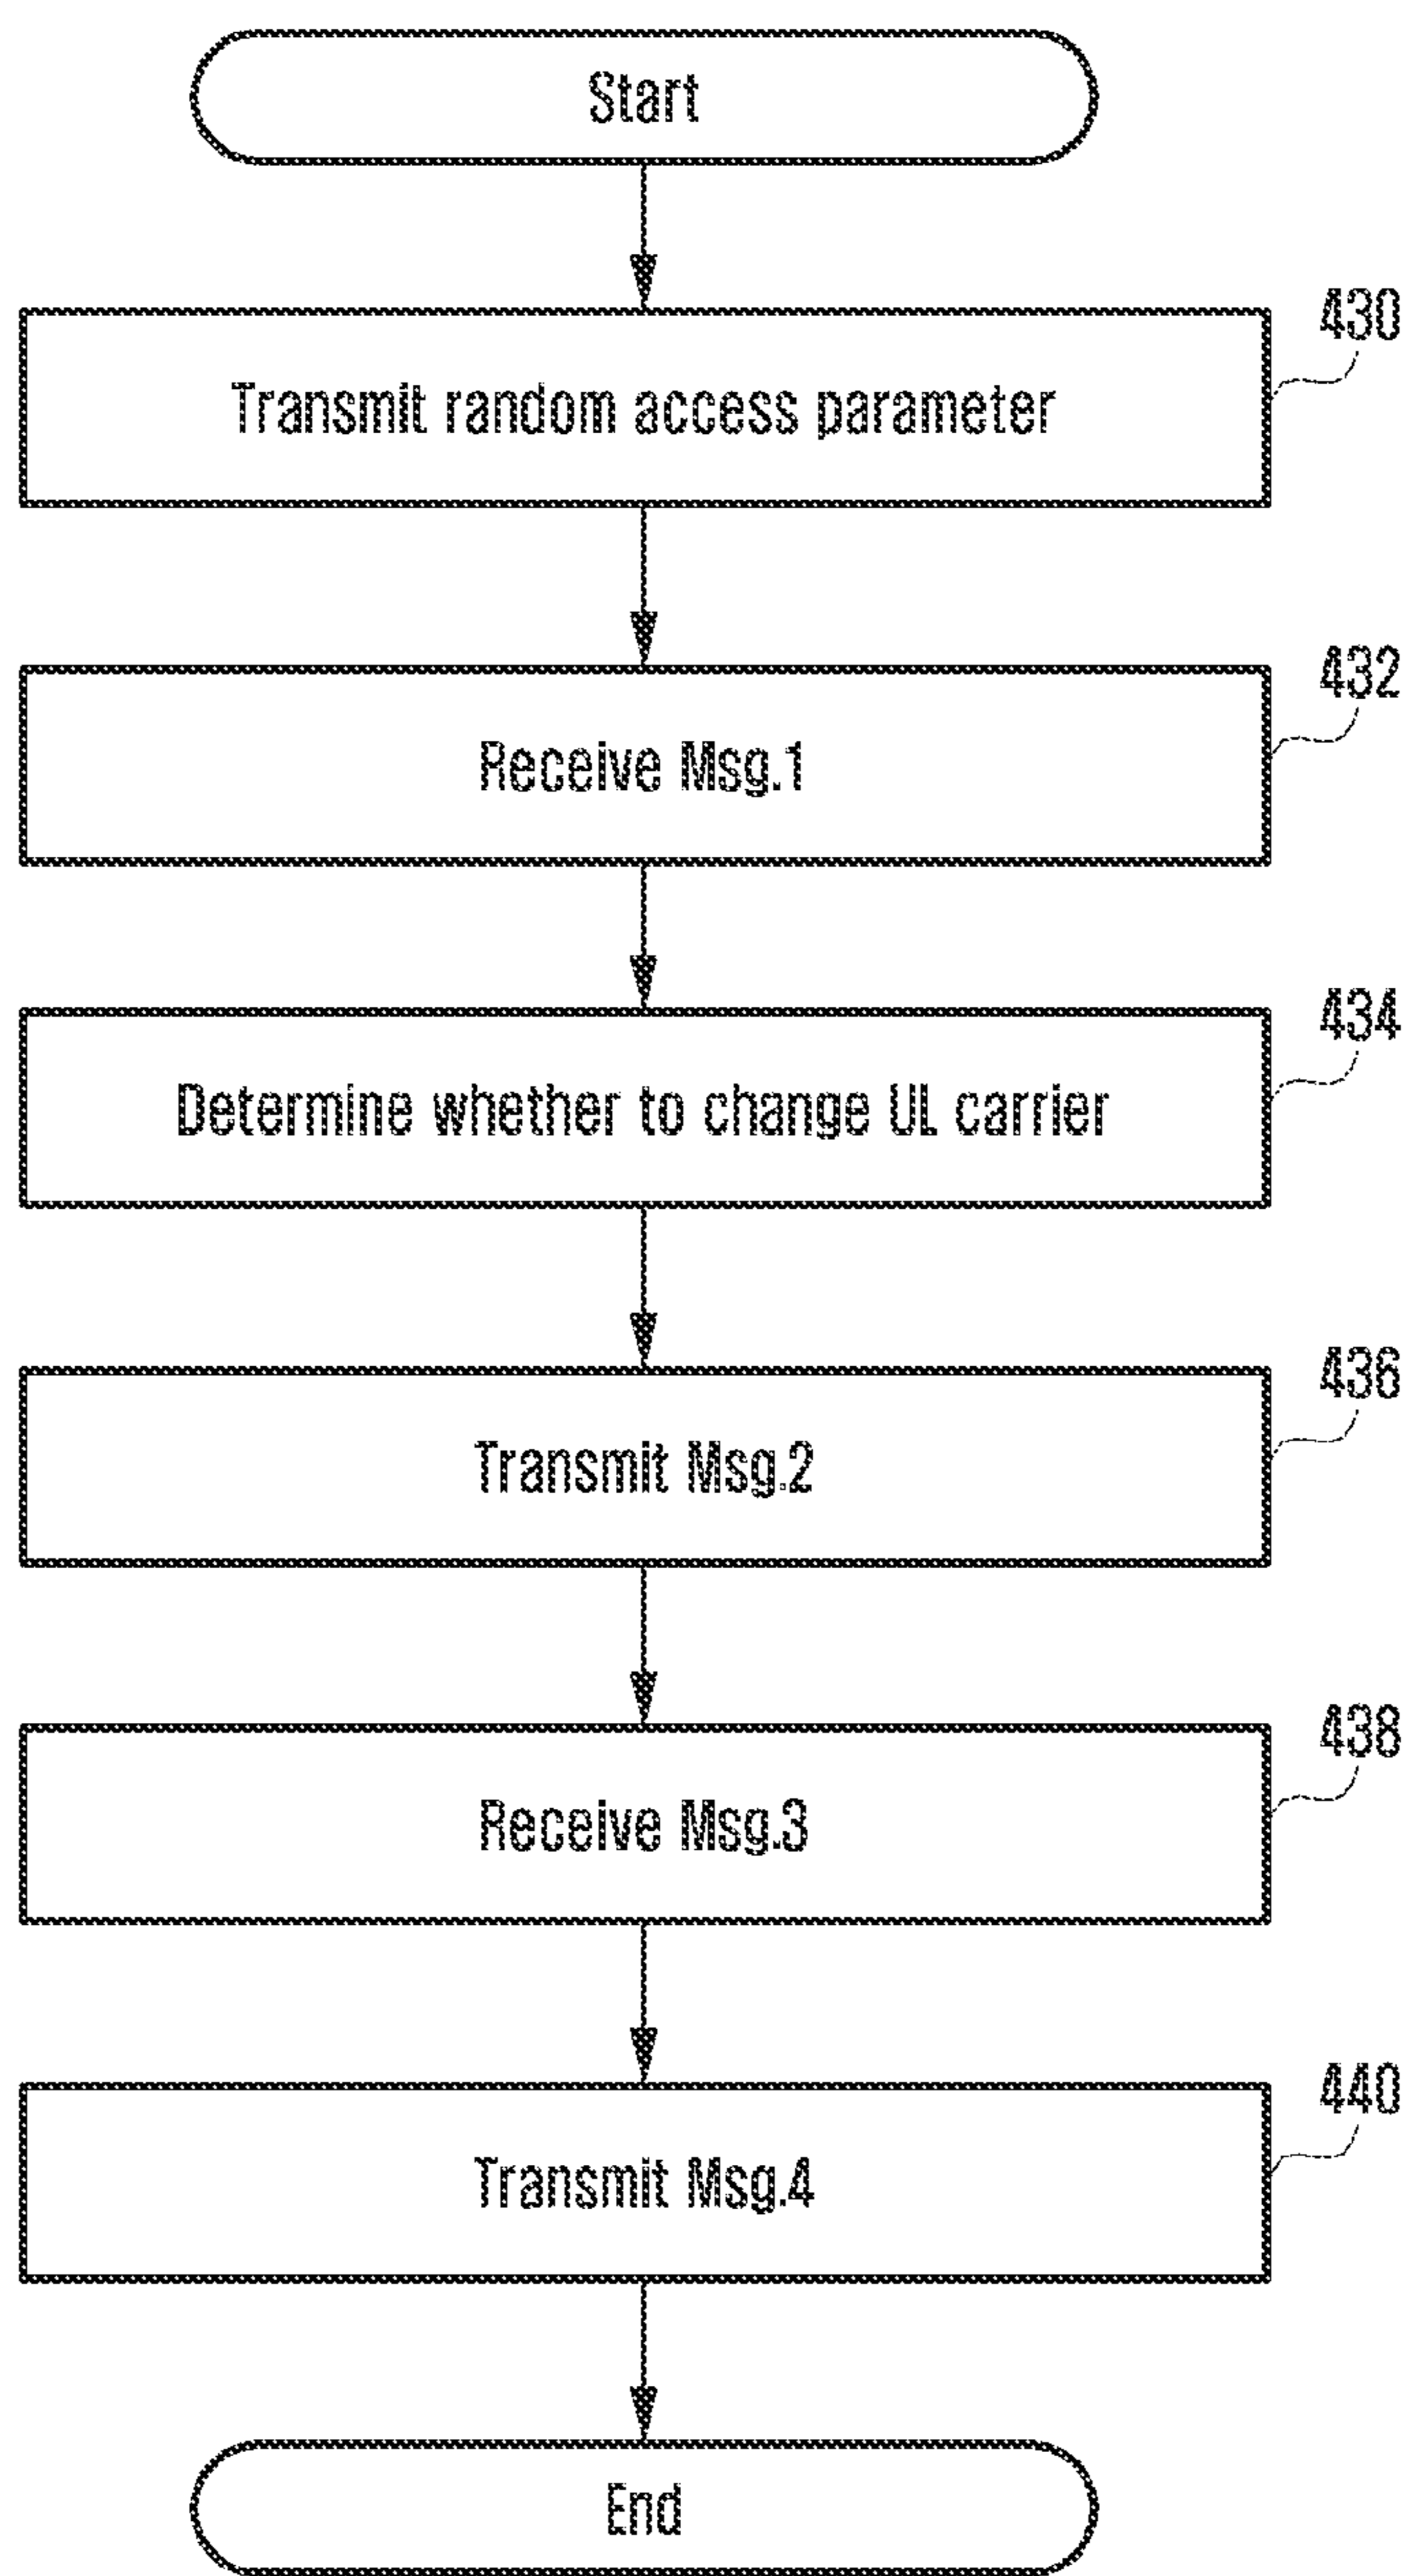 Start
430
Transmit random access parameter
432
Receive Msg.1
434
Determine whether to change UL carrier
436
Transmit Msg.2
438
Receive Msg.3
440
Transmit Msg.4
End